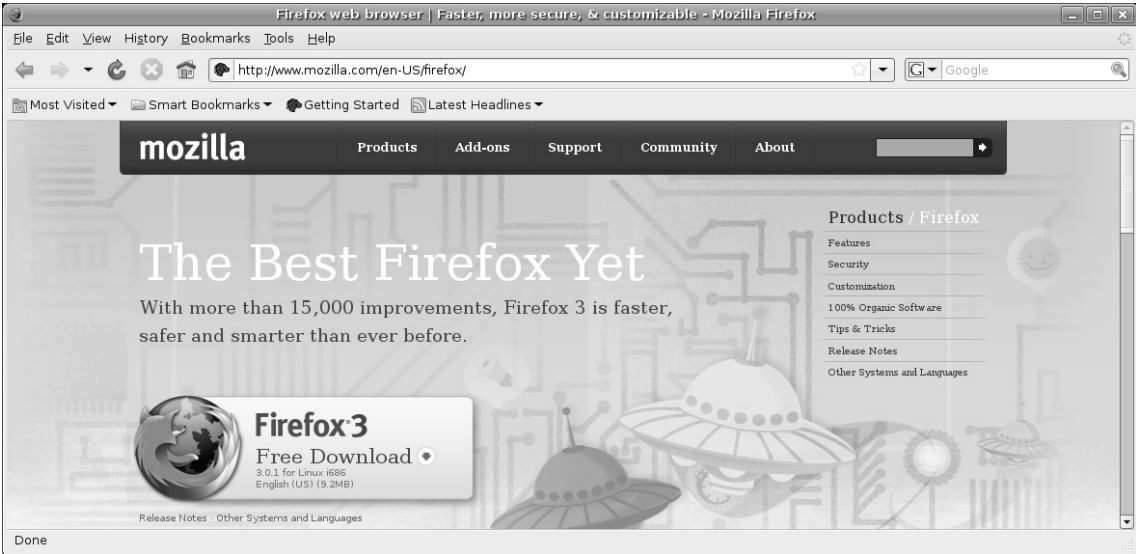 Firefox web browser | Faster, more secure, & customizable - Mozilla Firefox
File Edit View History Bookmarks Tools Help
http://www.mozilla.com/en-US/firefox/
G Google
Most Visited Smart Bookmarks Getting Started Latest Headlines
mozilla Products Add-ons Support Community About
Products / Firefox
Features
Security
Customization
100% Organic Software
Tips & Tricks
Release Notes
Other Systems and Languages
The Best Firefox Yet
With more than 15,000 improvements, Firefox 3 is faster,
safer and smarter than ever before.
Firefox 3
Free Download
3.0.1 for Linux i686
English (US) (9.2MB)
Release Notes - Other Systems and Languages
Done